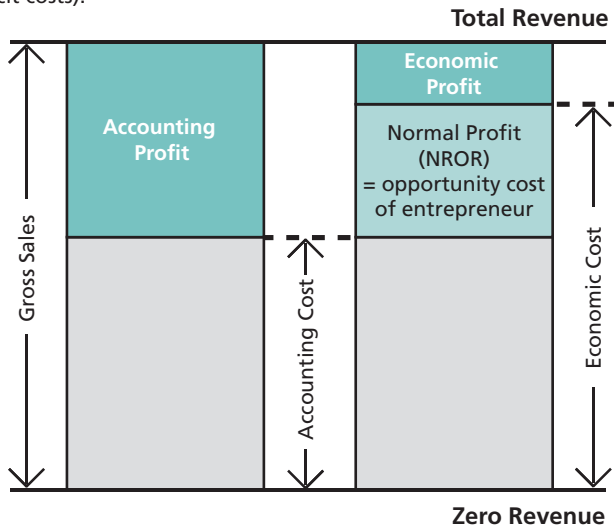 Total Revenue
Economic
Profit
Accounting
Profit
Normal Profit
(NROR)
= opportunity cost
of entrepreneur
Gross Sales
Accounting Cost
Economic Cost
Zero Revenue